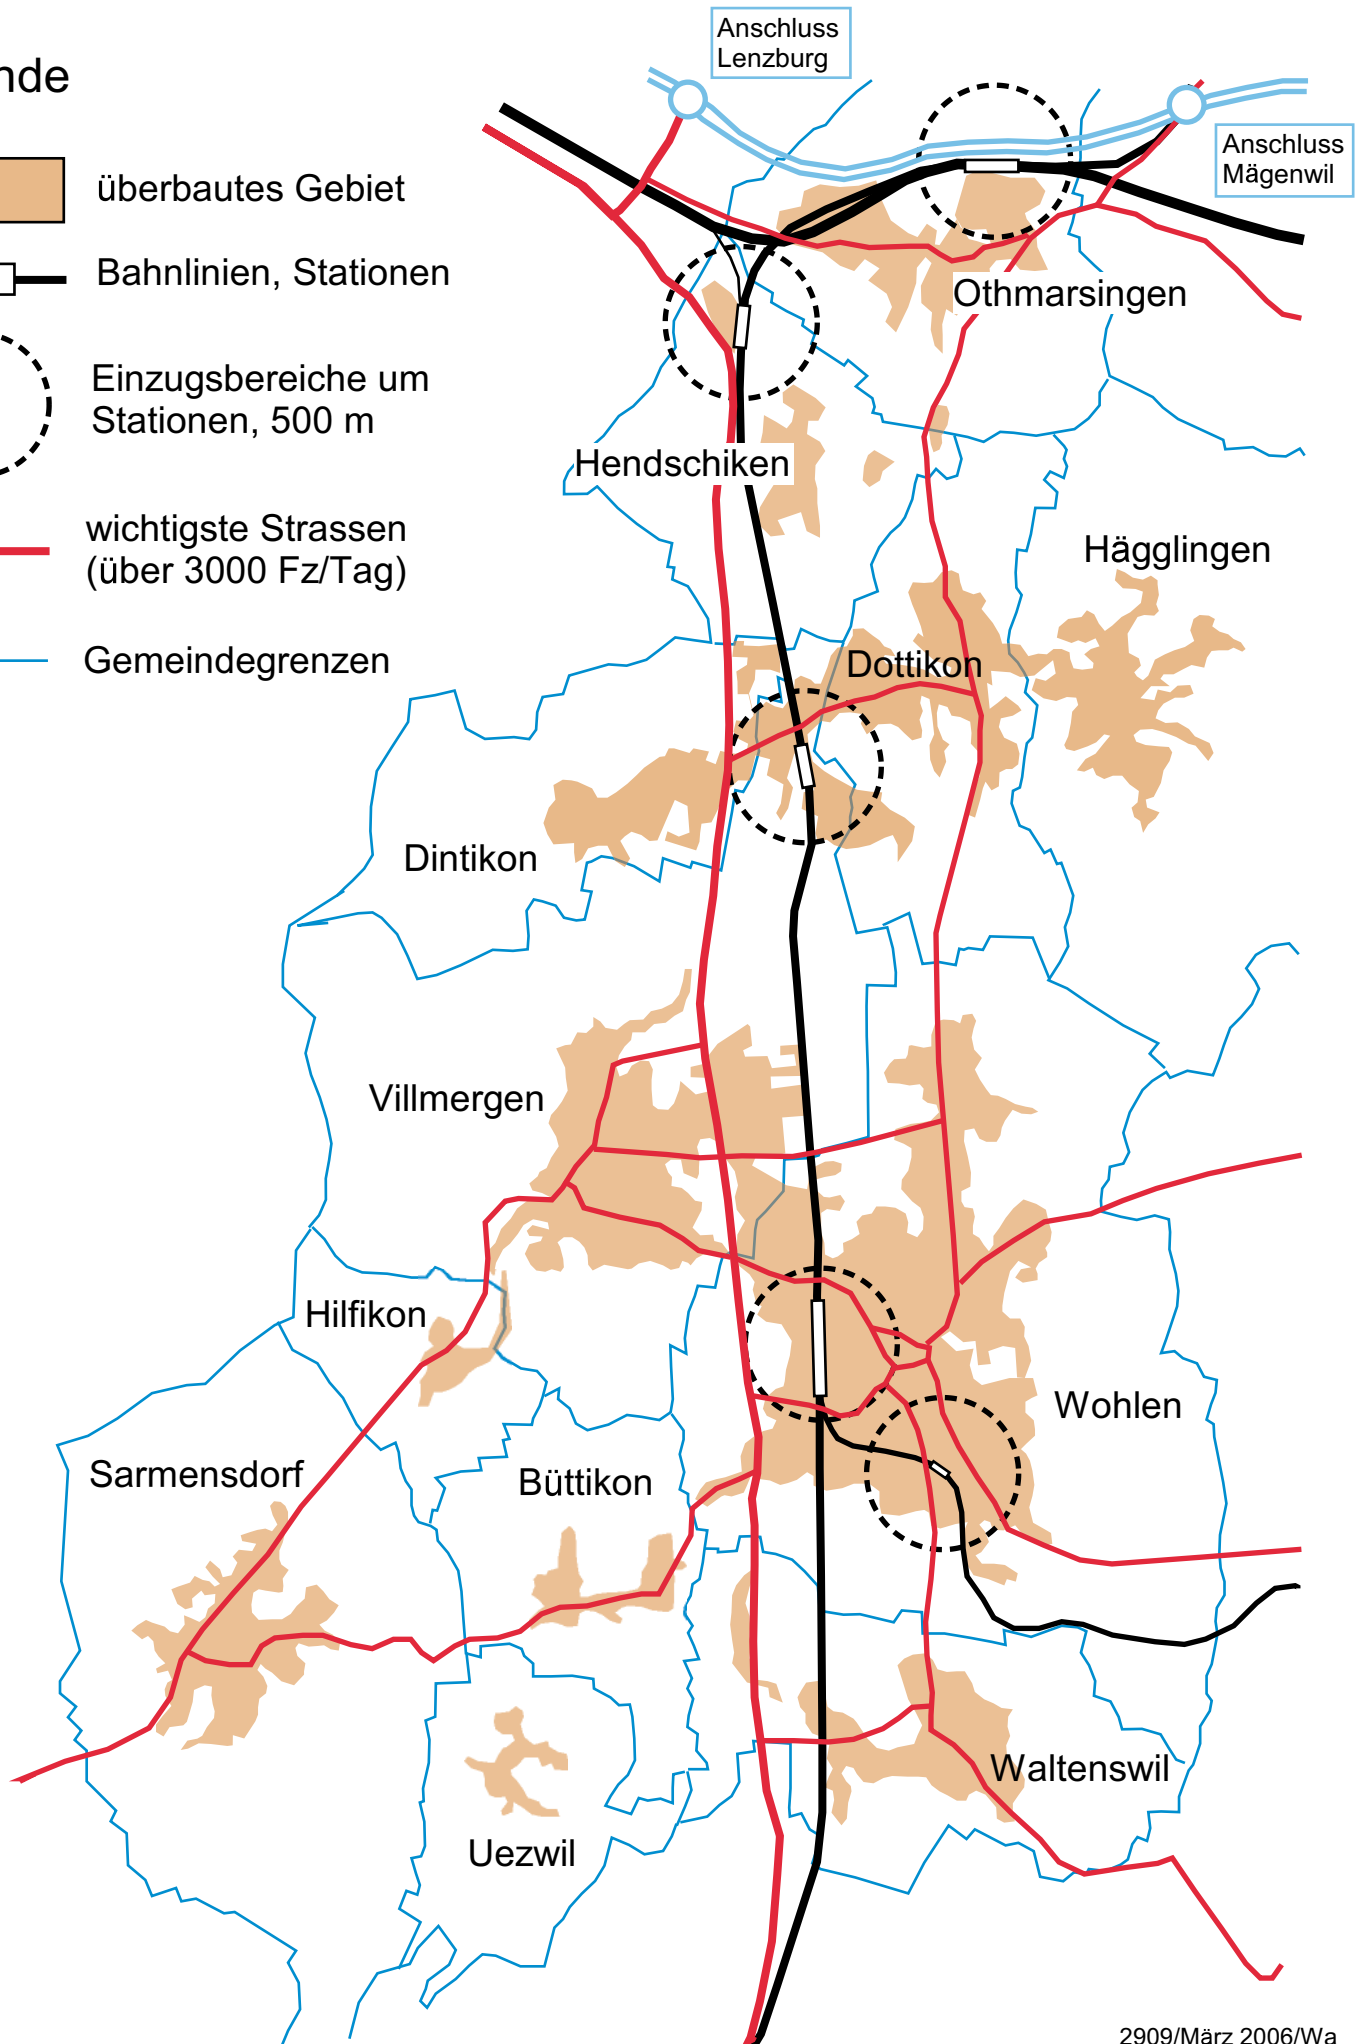 Anschluss
Lenzburg
nde
Anschluss
Mägenwil
überbautes Gebiet
Bahnlinien, Stationen
Othmarsingen
Einzugsbereiche um
Stationen, 500 m
Hendschiken
wichtigste Strassen
(über 3000 Fz/Tag)
Hägglingen
Gemeindegrenzen
Dottikon
Dintikon
Villmergen
Hilfikon
Wohlen
Sarmensdorf
Büttikon
Waltenswil
Uezwil
2909/März 2006/Wa